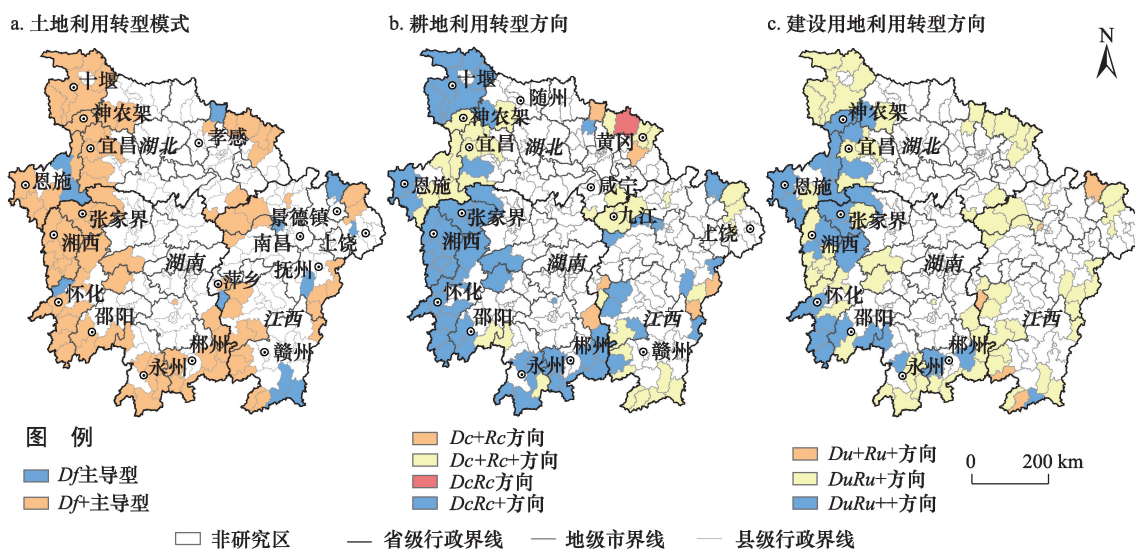 a. 土地利用转型模式
十堰
神农架
宜昌 湖北
孝感
恩施
张家界
湘西
景德镇
南昌 上饶
湖南
抚州
萍乡
怀化
江西
邵阳
郴州
赣州
永州
图 例
Df主导型
Df+主导型
b. 耕地利用转型方向
十堰
随州
神农架
黄冈
宜昌 湖北
恩施
咸宁
张家界
九江
湘西
上饶
湖南
怀化
江西
邵阳
郴州
赣州
永州
Dc+Rc方向
Dc+Rc+方向
DcRc方向
DcRc+方向
c. 建设用地利用转型方向
N
神农架
宜昌 湖北
恩施
张家界
湘西
湖南
怀化
江西
邵阳
郴州
永州
Du+Ru+方向
DuRu+方向
DuRu++方向
0 200 km
非研究区 省级行政界线 地级市界线 县级行政界线